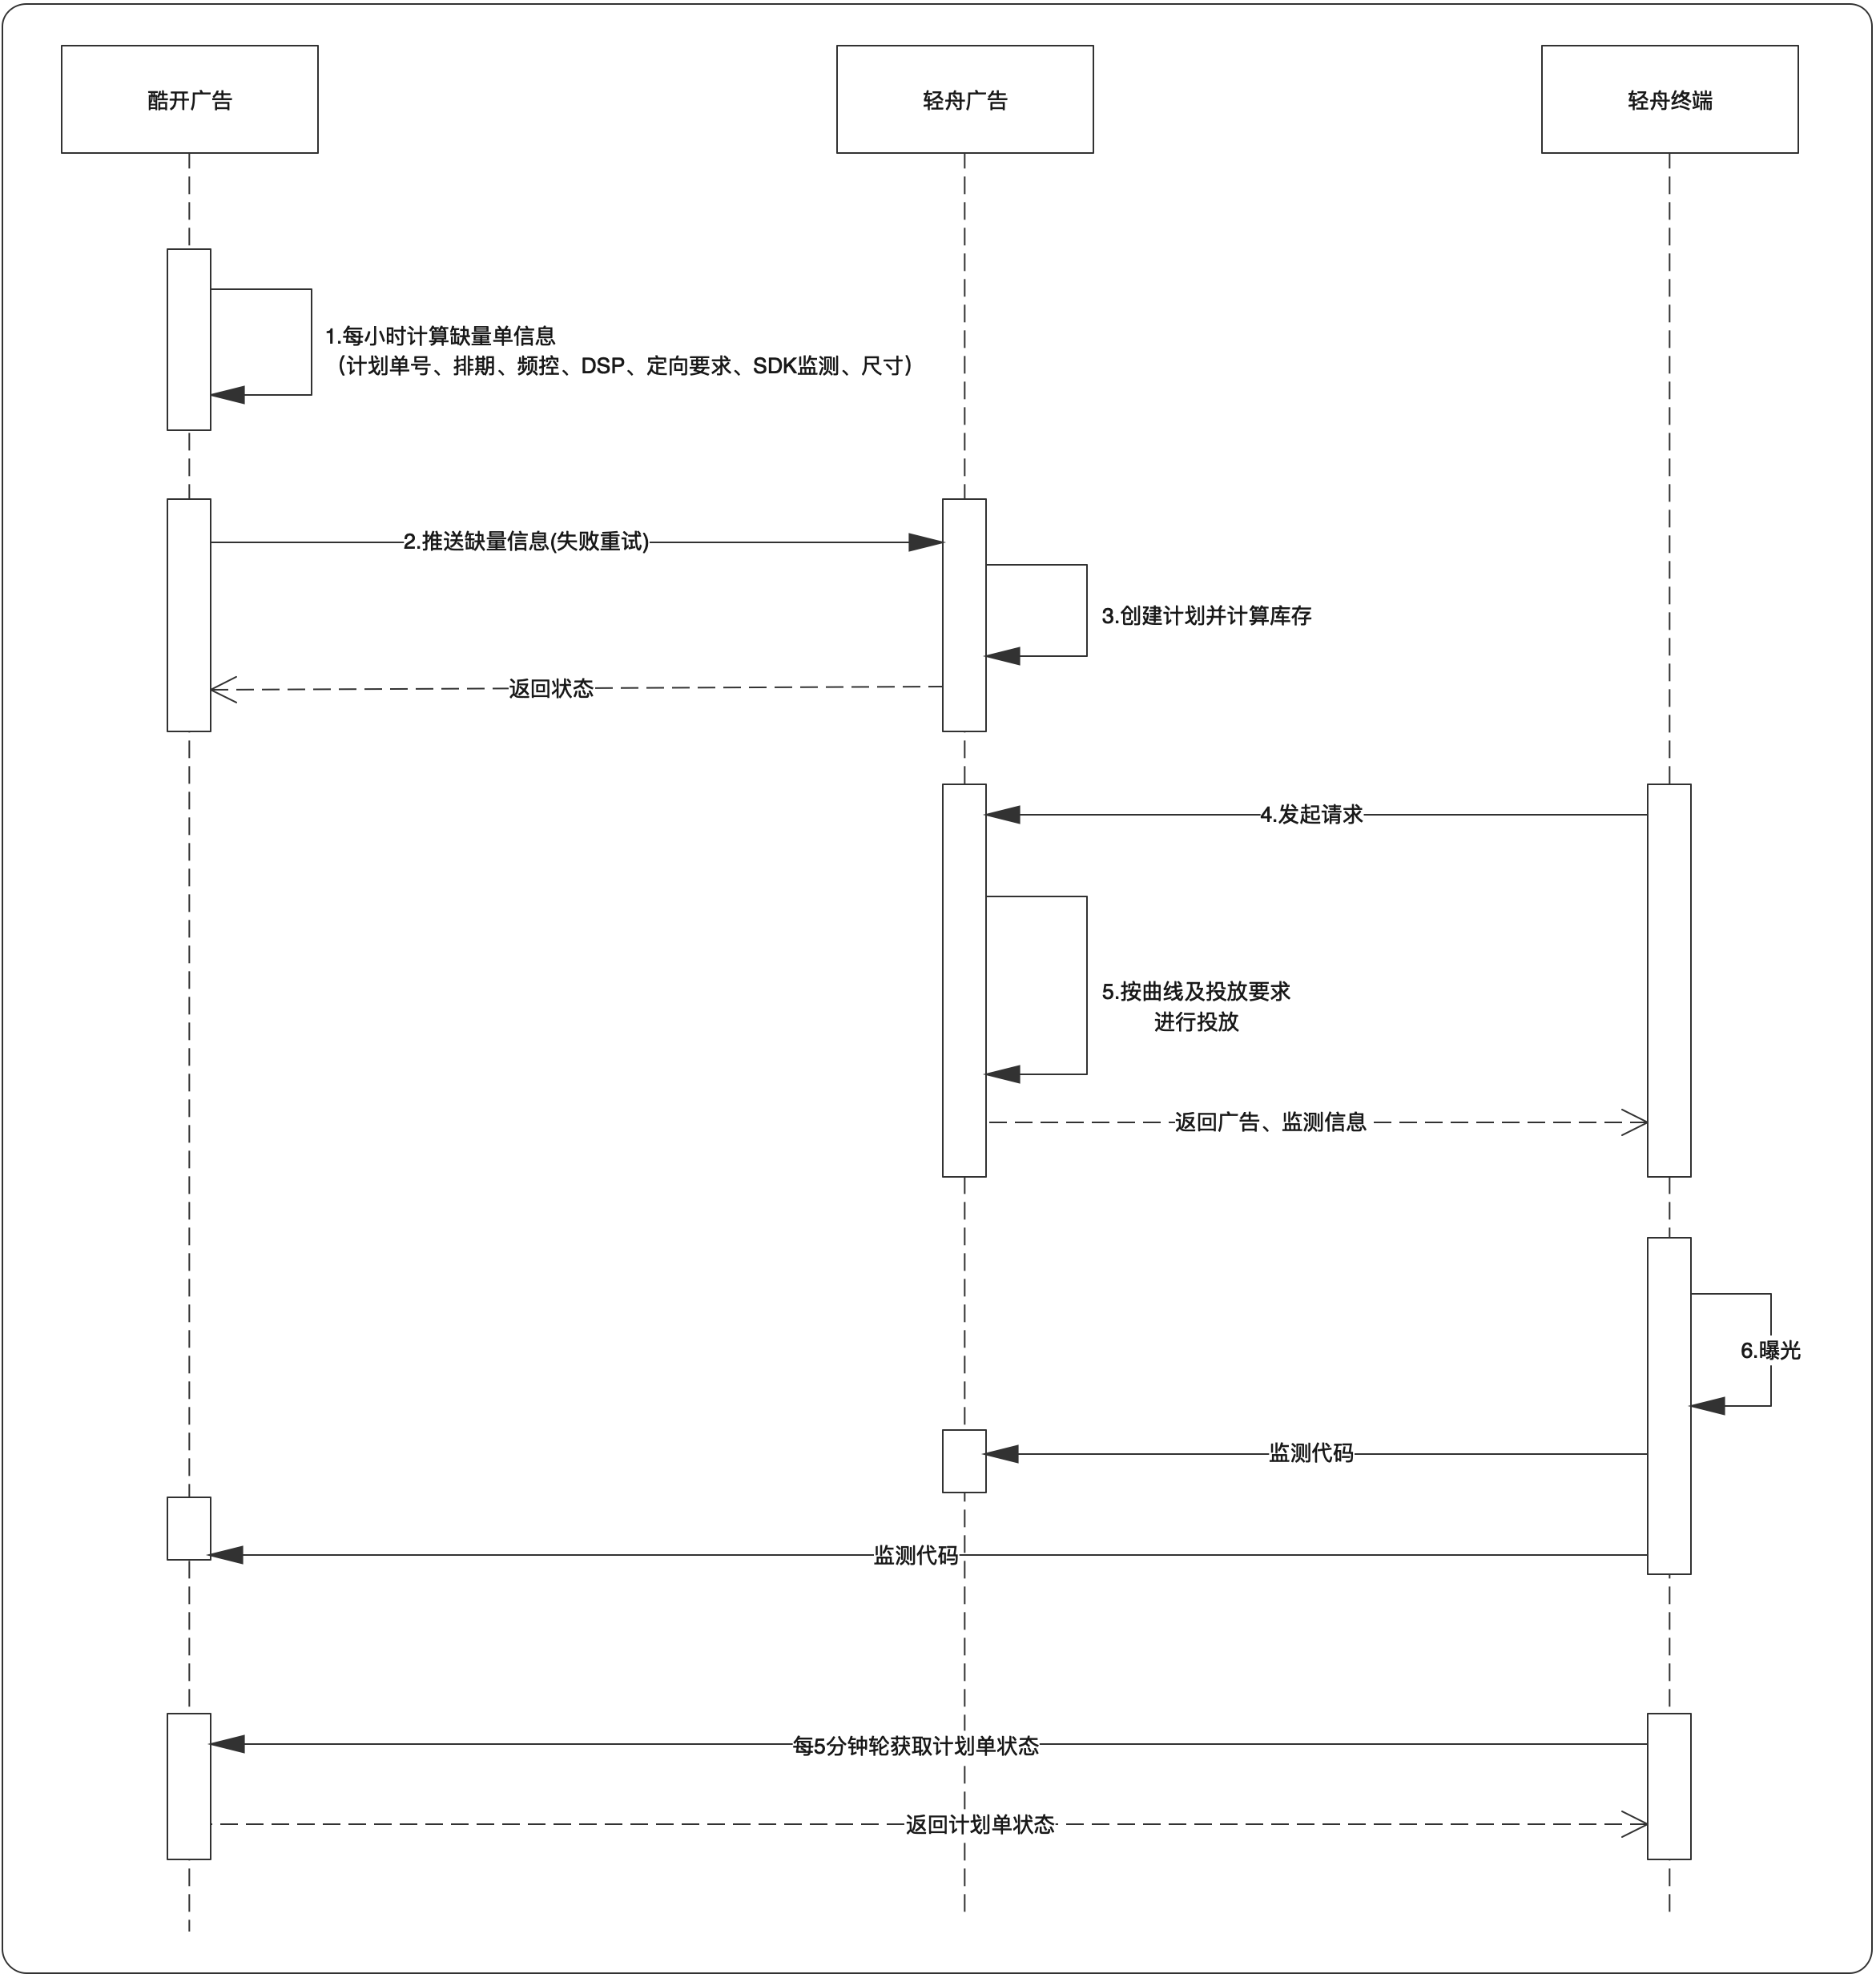 酷开广告
轻舟广告
轻舟终端
1.每小时计算缺量单信息
（计划单号、排期、频控、DSP、定向要求、SDK监测、尺寸）
2.推送缺量信息(失败重试)
3.创建计划并计算库存
返回状态
4.发起请求
5.按曲线及投放要求
进行投放
返回广告、监测信息
6.曝光
监测代码
监测代码
每5分钟轮获取计划单状态
返回计划单状态